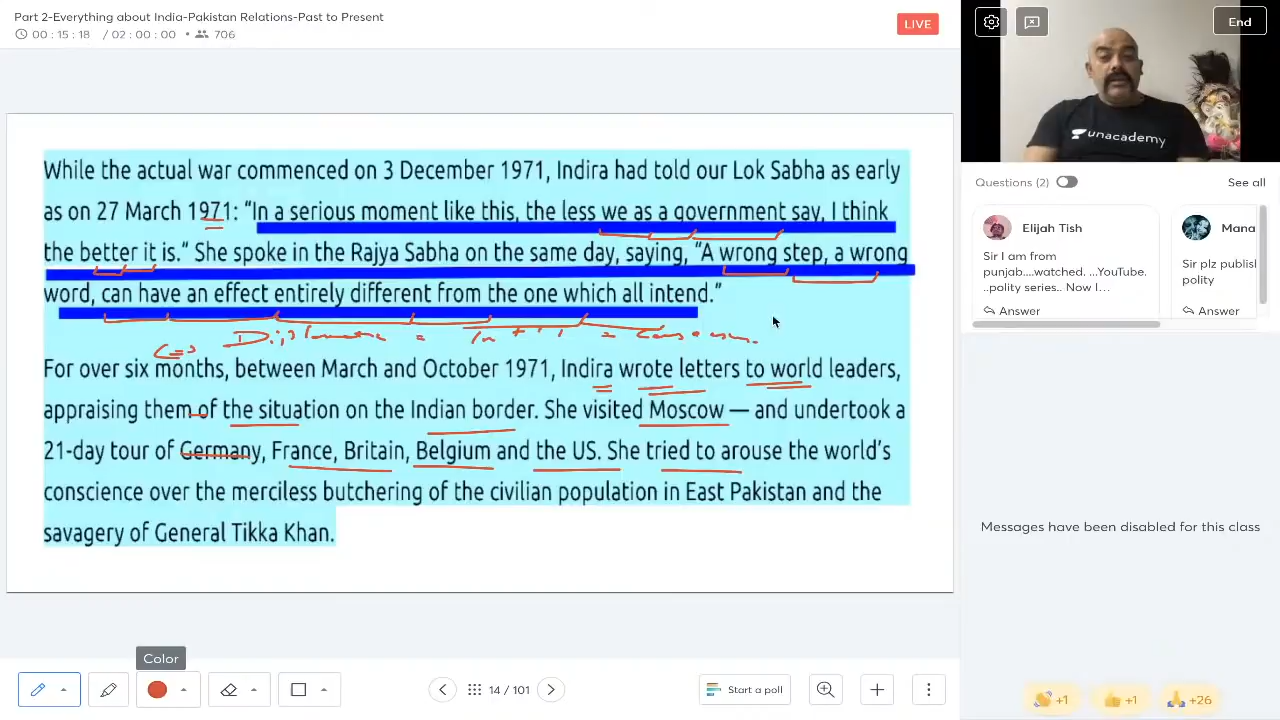 Part 2-Everything about India-Pakistan Relations-Past to Present
00 : 15 : 18 / 02 : 00 : 00 • 706
LIVE
End
unacademy
Questions (2)
See all
Elijah Tish
Sir I am from
punjab....watched. ...YouTube.
..polity series.. Now I...
Answer
Mana
Sir plz publish
polity
Answer
While the actual war commenced on 3 December 1971, Indira had told our Lok Sabha as early
as on 27 March 1971: “In a serious moment like this, the less we as a government say, I think
the better it is.“ She spoke in the Rajya Sabha on the same day, saying, “A wrong step, a wrong
word, can have an effect entirely different from the one which all intend.”
For over six months, between March and October 1971, Indira wrote letters to world leaders,
appraising them of the situation on the Indian border. She visited Moscow — and undertook a
21-day tour of Germany, France, Britain, Belgium and the US. She tried to arouse the world’s
conscience over the merciless butchering of the civilian population in East Pakistan and the
savagery of General Tikka Khan.
Messages have been disabled for this class
Color
14 / 101
Start a poll
+1
+1
+26